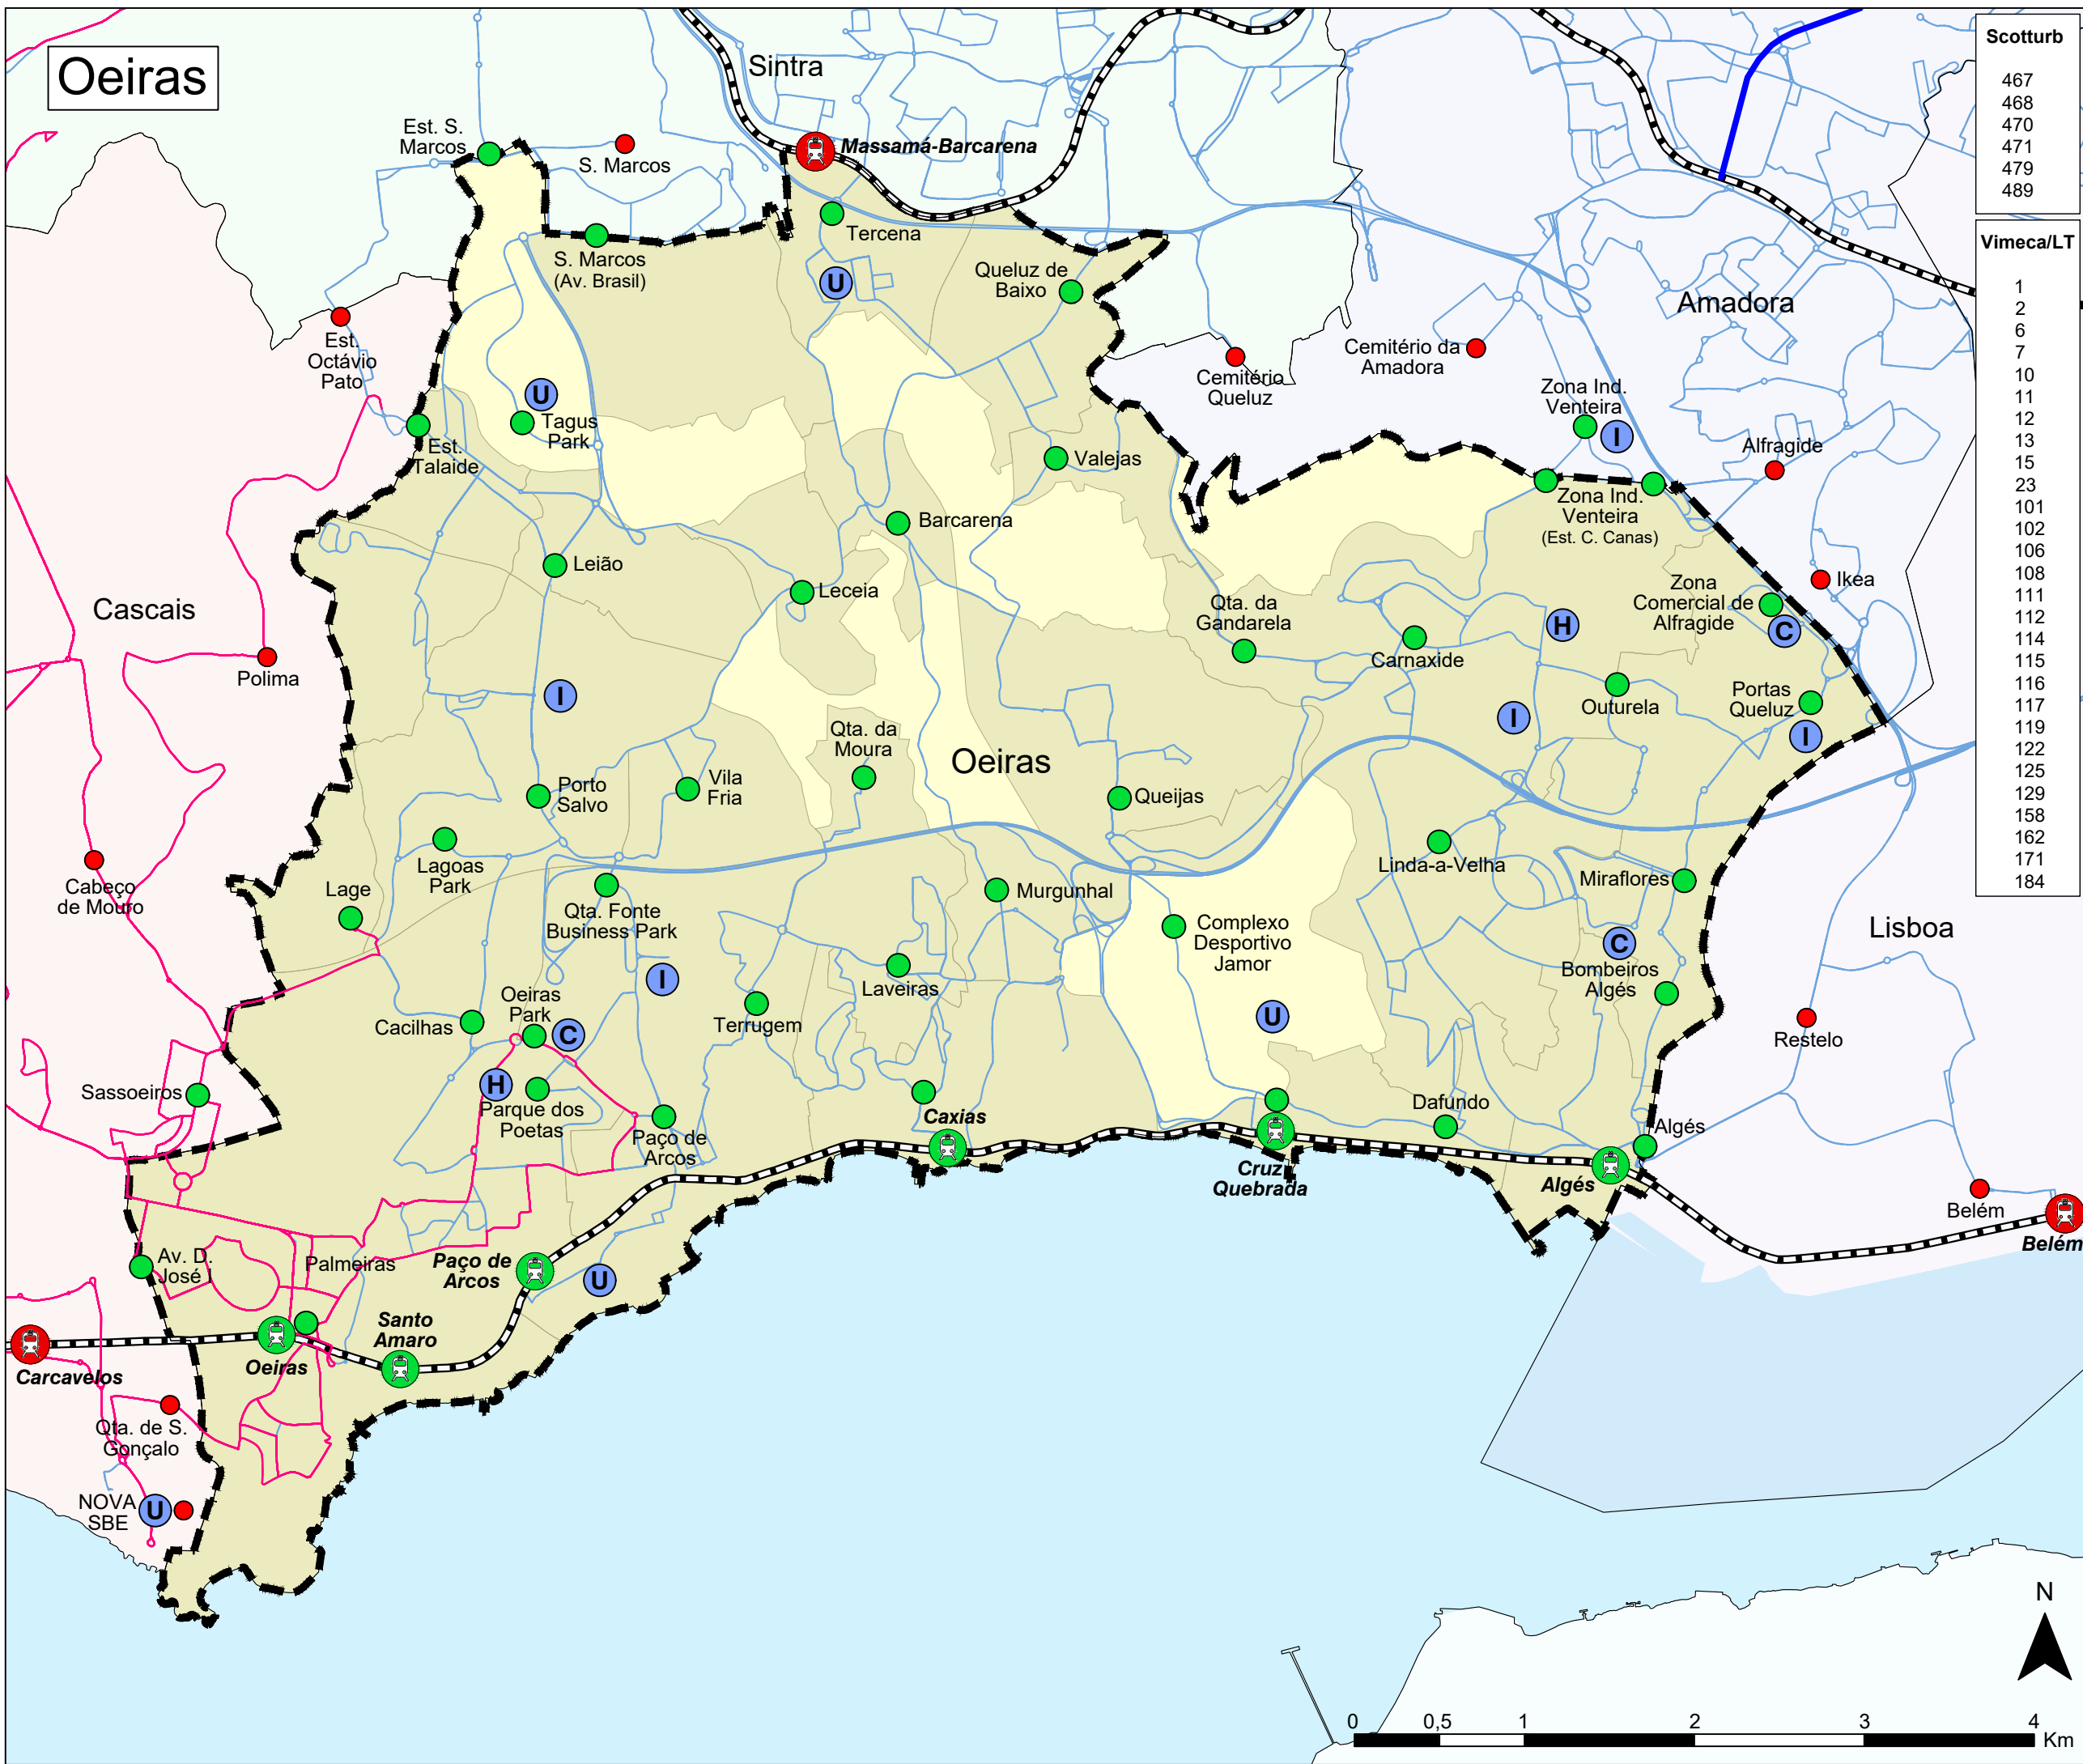 Oeiras
Sintra
Scotturb
467
468
470
471
479
489
Vimeca/LT
1
2
6
7
10
11
12
13
15
23
101
102
106
108
111
112
114
115
116
117
119
122
125
129
158
162
171
184
Est. S.
Marcos
S. Marcos
Massamá-Barcarena
Tercena
S. Marcos
(Av. Brasil)
U
Queluz de
Baixo
Amadora
Est.
Octávio
Pato
Cemitério
Queluz
Cemitério da
Amadora
Zona Ind.
Venteira
I
Alfragide
U
Tagus
Park
Est.
Talaide
Valejas
Zona Ind.
Venteira
(Est. C. Canas)
Barcarena
Leião
Leceia
Ikea
Zona
Comercial de
Alfragide
C
Cascais
Qta. da
Gandarela
H
Carnaxide
Polima
I
Outurela
Portas
Queluz
I
I
Qta. da
Moura
Oeiras
Porto
Salvo
Vila
Fria
Queijas
Lagoas
Park
Linda-a-Velha
Miraflores
Cabeço
de Mouro
Lage
Qta. Fonte
Business Park
Murgunhal
Complexo
Desportivo
Jamor
Lisboa
C
Bombeiros
Algés
Laveiras
I
Oeiras
Park
C
Cacilhas
Terrugem
U
Restelo
Sassoeiros
H
Parque dos
Poetas
Paço de
Arcos
Caxias
Dafundo
Algés
Cruz
Quebrada
Algés
Belém
Belém
Av. D.
José I
Palmeiras
Paço de
Arcos
U
Santo
Amaro
Oeiras
Carcavelos
Qta. de S.
Gonçalo
NOVA
SBE
U
N
0 0,5 1 2 3 4
Km